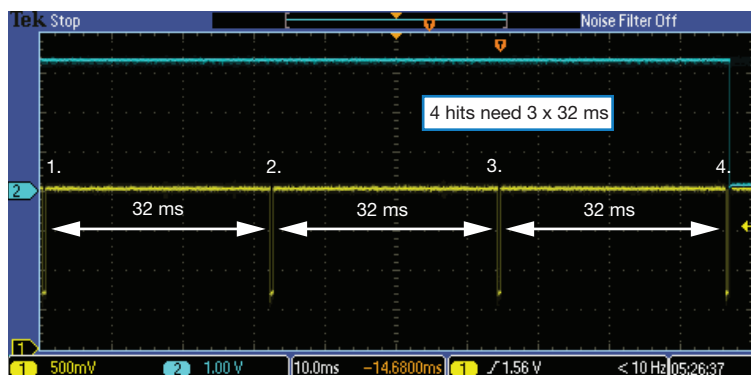 Tek Stop
Noise Filter Off
T
T
4 hits need 3 x 32 ms
1. 2. 3. 4.
2
32 ms 32 ms 32 ms
1
1 500mV 2 1.00 V 10.0ms -14.6800ms 1 / 1.56 V < 10 Hz 05:26:37